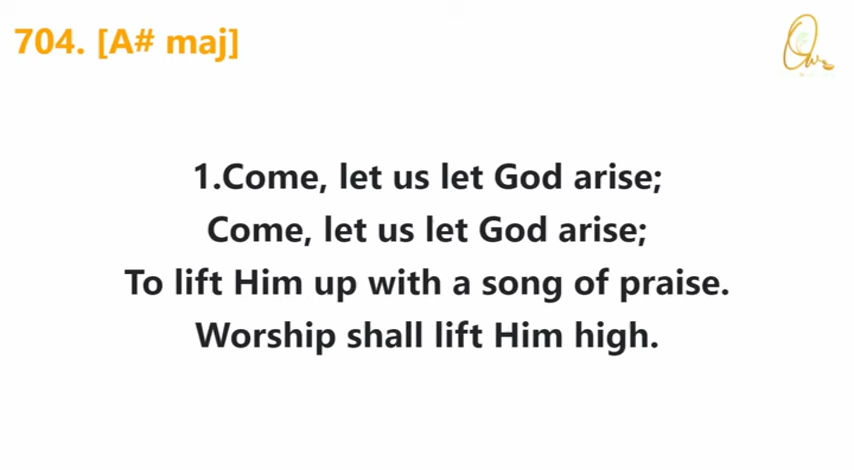 704. [A# maj]
1.Come, let us let God arise;
Come, let us let God arise;
To lift Him up with a song of praise.
Worship shall lift Him high.